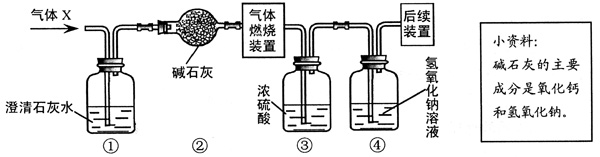 气体 X
碱石灰
气体
燃烧
装置
后续
装置
澄清石灰水
浓硫酸
氢氧化钠溶液
①
②
③
④
小资料:
碱石灰的主要
成分是氧化钙
和氢氧化钠。